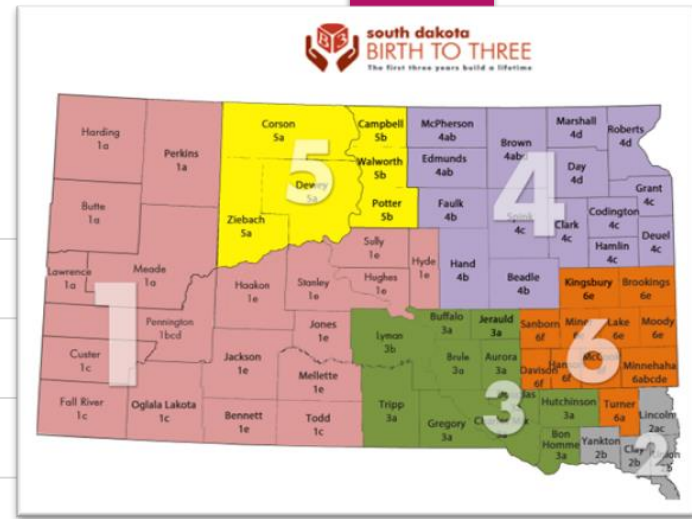 south dakota
BIRTH TO THREE
The first three years build a lifetime
Harding
1a
Perkins
1a
Corson
5a
Campbell
5b
McPherson
4ab
Brown
Marshall
4d
Roberts
4d
Edmunds
4ab
Walworth
5b
Day
4d
Butte
1a
Dewey
5a
5
Potter
5b
Faulk
4b
4
Grant
4c
Ziebach
5a
Spink
4c
Clark
4c
Codington
4c
Hamlin
4c
Deuel
4c
Lawrence
1a
Meade
1a
Sully
1e
Hyde
1e
Hand
4b
Beadle
4b
Haakon
1e
Stanley
1e
Hughes
1e
Kingsbury
6e
Brookings
6e
1
Pennington
1bcd
Jones
1e
Lyman
3b
Buffalo
3a
Jerauld
3a
Sanborn
6f
Lake
6e
Moody
6e
Custer
1c
Jackson
1e
Mellette
1e
Brule
3a
Aurora
3a
Davison
6f
6f
6
Minnehaha
6abcde
Fall River
1c
Oglala Lakota
1c
Bennett
1e
Todd
1c
Tripp
3a
Gregory
3a
3
Hutchinson
3a
Turner
6a
Lincoln
2ac
Bon
Homme
3a
Yankton
2b
Clay
2b
2